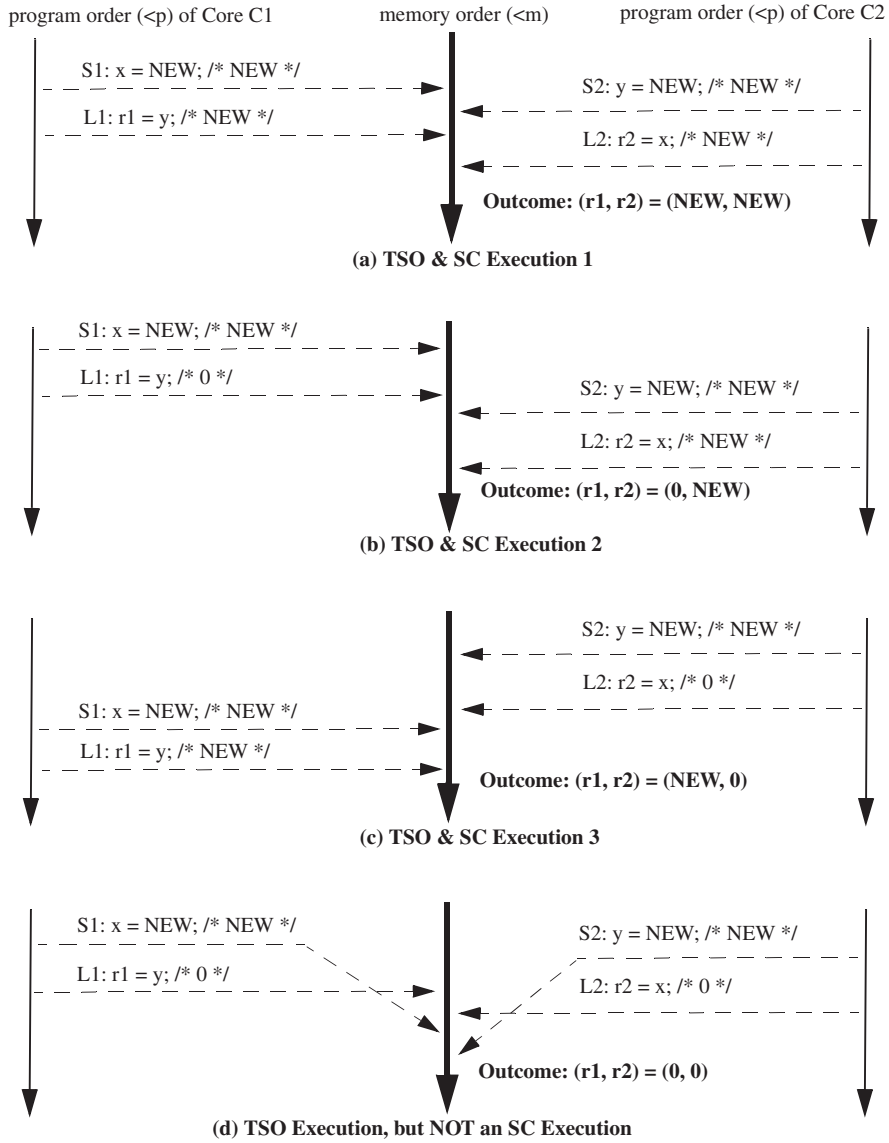 program order (<p) of Core C1 memory order (<m) program order (<p) of Core C2
S1: x = NEW; /* NEW */
S2: y = NEW; /* NEW */
L1: r1 = y; /* NEW */
L2: r2 = x; /* NEW */
Outcome: (r1, r2) = (NEW, NEW)
(a) TSO & SC Execution 1
S1: x = NEW; /* NEW */
L1: r1 = y; /* 0 */
S2: y = NEW; /* NEW */
L2: r2 = x; /* NEW */
Outcome: (r1, r2) = (0, NEW)
(b) TSO & SC Execution 2
S2: y = NEW; /* NEW */
L2: r2 = x; /* 0 */
S1: x = NEW; /* NEW */
L1: r1 = y; /* NEW */
Outcome: (r1, r2) = (NEW, 0)
(c) TSO & SC Execution 3
S1: x = NEW; /* NEW */
S2: y = NEW; /* NEW */
L1: r1 = y; /* 0 */
L2: r2 = x; /* 0 */
Outcome: (r1, r2) = (0, 0)
(d) TSO Execution, but NOT an SC Execution